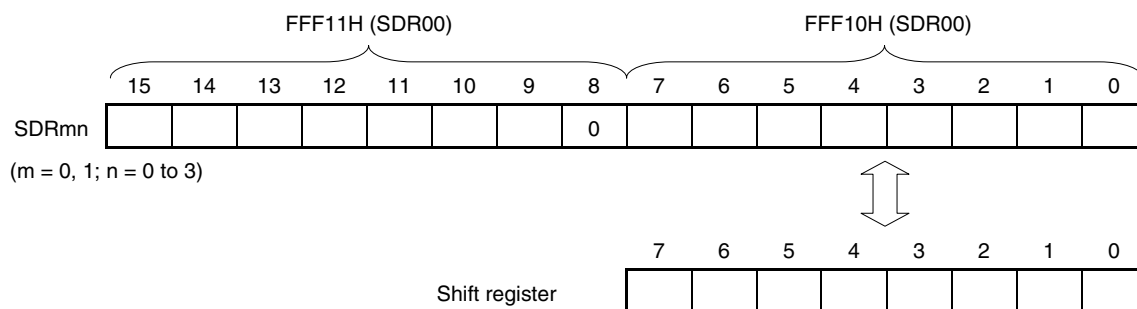 FFF11H (SDR00) FFF10H (SDR00)
15 14 13 12 11 10 9 8 7 6 5 4 3 2 1 0
SDRmn 0
(m = 0, 1; n = 0 to 3)
7 6 5 4 3 2 1 0
Shift register